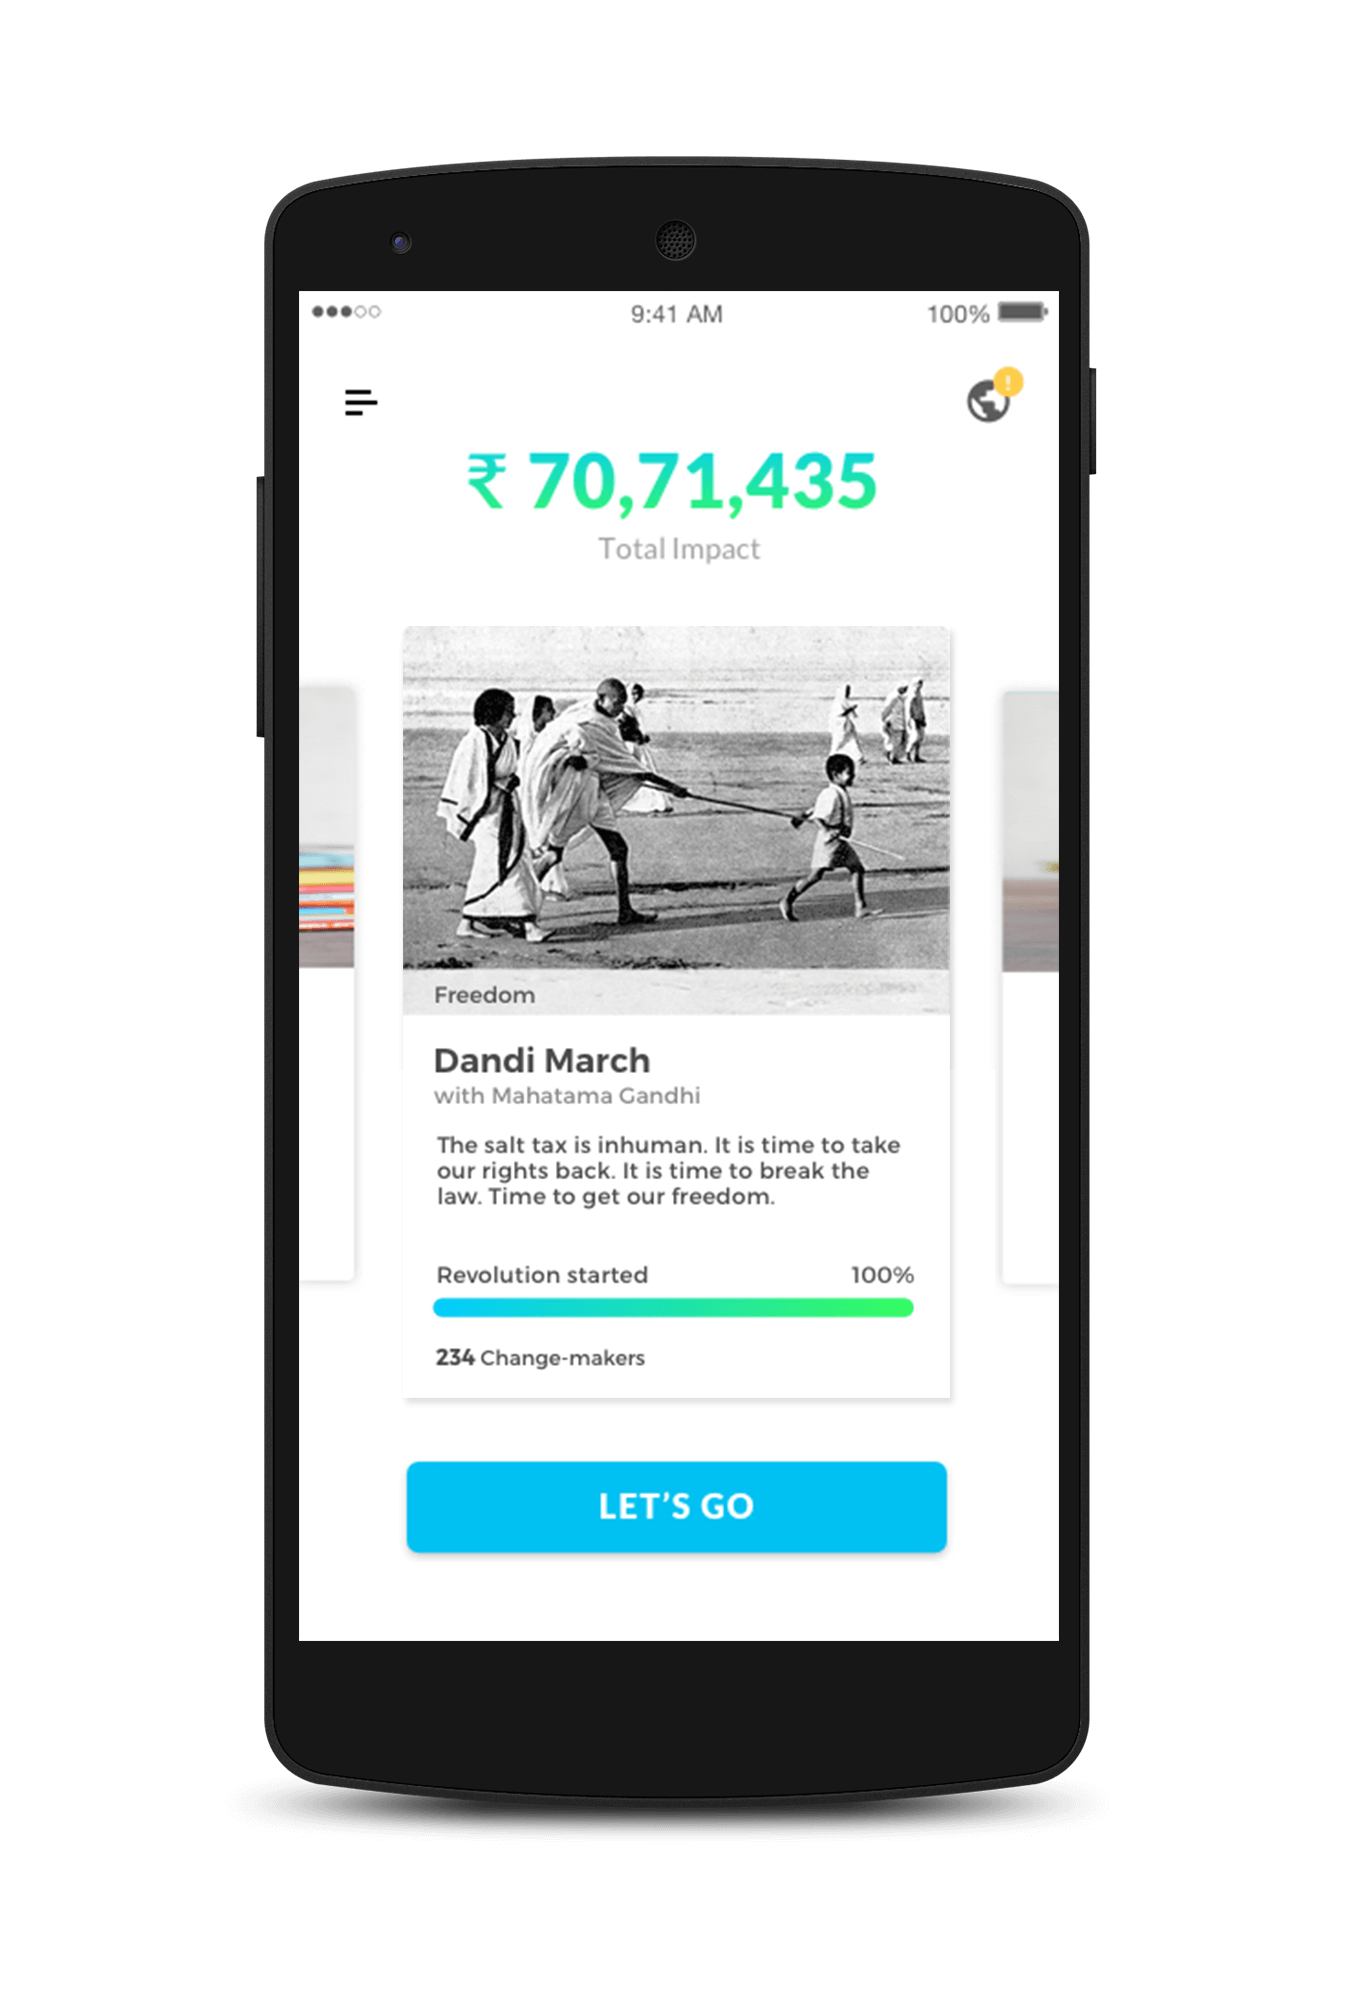 9:41 AM
100%
!
₹ 70,71,435
Total Impact
Freedom
Dandi March
with Mahatama Gandhi
The salt tax is inhuman. It is time to take
our rights back. It is time to break the
law. Time to get our freedom.
Revolution started 100%
234 Change-makers
LET’S GO